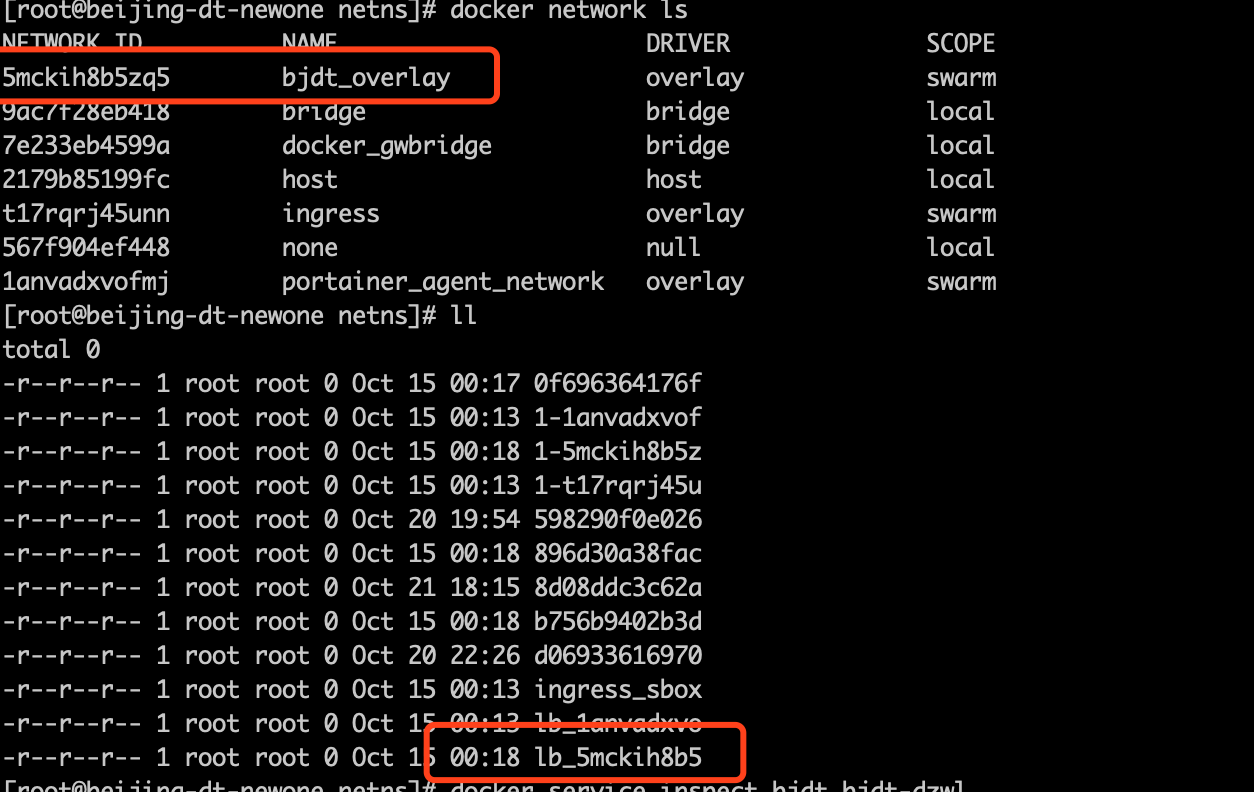 [root@beijing-dt-newone netns]# docker network ls
NETWORK ID NAME DRIVER SCOPE
5mckih8b5zq5 bjdt_overlay overlay swarm
9ac7f28eb418 bridge bridge local
7e233eb4599a docker_gwbridge bridge local
2179b85199fc host host local
t17rqrj45unn ingress overlay swarm
567f904ef448 none null local
1anvadxvofmj portainer_agent_network overlay swarm
[root@beijing-dt-newone netns]# ll
total 0
-r--r--r-- 1 root root 0 Oct 15 00:17 0f696364176f
-r--r--r-- 1 root root 0 Oct 15 00:13 1-1anvadxvof
-r--r--r-- 1 root root 0 Oct 15 00:18 1-5mckih8b5z
-r--r--r-- 1 root root 0 Oct 15 00:13 1-t17rqrj45u
-r--r--r-- 1 root root 0 Oct 20 19:54 598290f0e026
-r--r--r-- 1 root root 0 Oct 15 00:18 896d30a38fac
-r--r--r-- 1 root root 0 Oct 21 18:15 8d08ddc3c62a
-r--r--r-- 1 root root 0 Oct 15 00:18 b756b9402b3d
-r--r--r-- 1 root root 0 Oct 20 22:26 d06933616970
-r--r--r-- 1 root root 0 Oct 15 00:13 ingress_sbox
-r--r--r-- 1 root root 0 Oct 15 00:13 lb_1anvadxvo
-r--r--r-- 1 root root 0 Oct 15 00:18 lb_5mckih8b5
[root@beijing-dt-newone netns]# docker service inspect bjdt_bjdt-dzwl